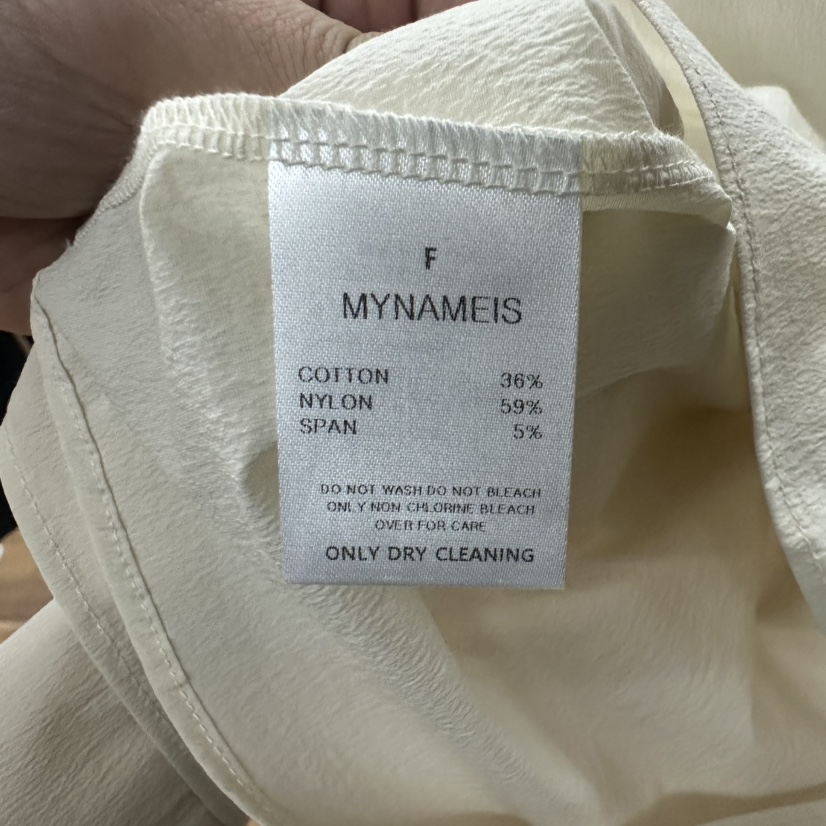 F
MYNAMEIS
COTTON 36%
NYLON 59%
SPAN 5%
DO NOT WASH DO NOT BLEACH
ONLY NON CHLORINE BLEACH
OVER FOR CARE
ONLY DRY CLEANING